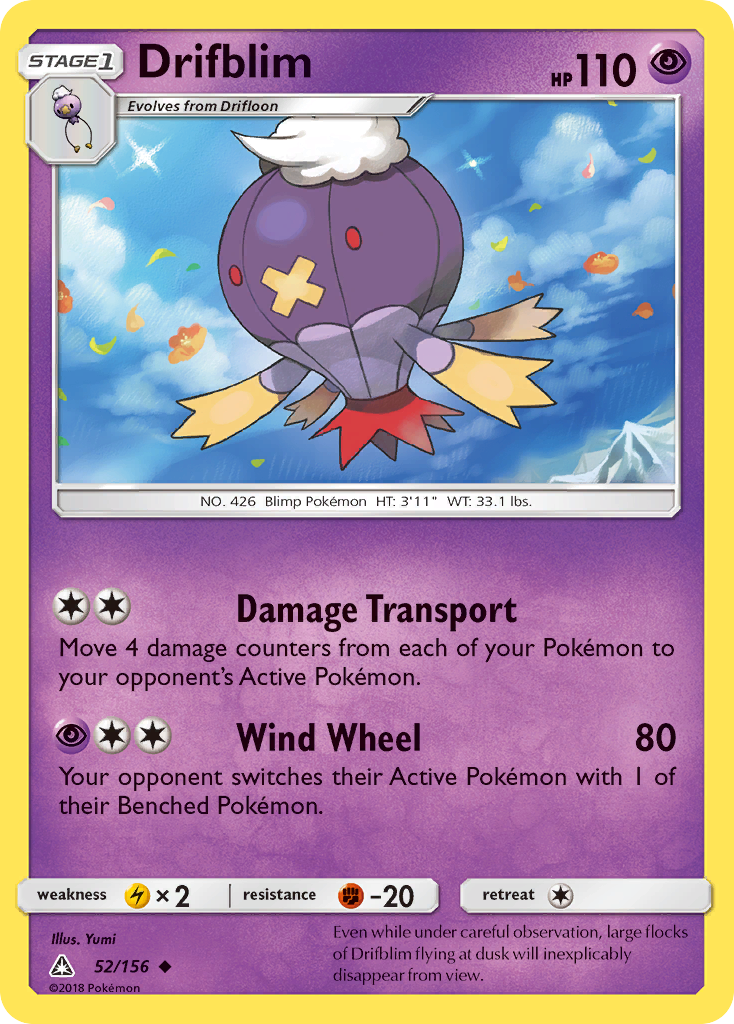 STAGE1
Drifblim
HP 110
Evolves from Drifloon
NO. 426 Blimp Pokémon HT: 3'11" WT: 33.1 lbs.
Damage Transport
Move 4 damage counters from each of your Pokémon to
your opponent's Active Pokémon.
Wind Wheel 80
Your opponent switches their Active Pokémon with 1 of
their Benched Pokémon.
weakness × 2 resistance -20 retreat
Illus. Yumi
52/156
©2018 Pokémon
Even while under careful observation, large flocks
of Drifblim flying at dusk will inexplicably
disappear from view.